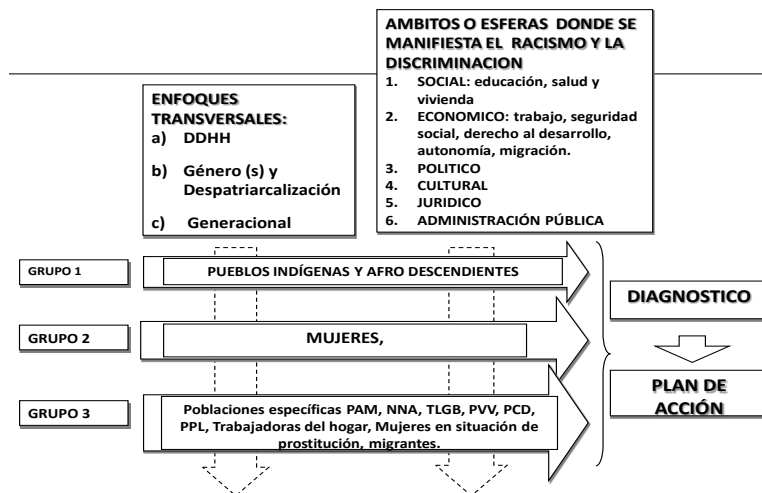 AMBITOS O ESFERAS DONDE SE
MANIFIESTA EL RACISMO Y LA
DISCRIMINACION
1. SOCIAL: educación, salud y
vivienda
2. ECONOMICO: trabajo, seguridad
social, derecho al desarrollo,
autonomía, migración.
3. POLITICO
4. CULTURAL
5. JURIDICO
6. ADMINISTRACIÓN PÚBLICA
ENFOQUES
TRANSVERSALES:
a) DDHH
b) Género (s) y
Despatriarcalización
c) Generacional
GRUPO 1
PUEBLOS INDÍGENAS Y AFRO DESCENDIENTES
GRUPO 2
MUJERES,
GRUPO 3
Poblaciones específicas PAM, NNA, TLGB, PVV, PCD,
PPL, Trabajadoras del hogar, Mujeres en situación de
prostitución, migrantes.
DIAGNOSTICO
PLAN DE
ACCIÓN